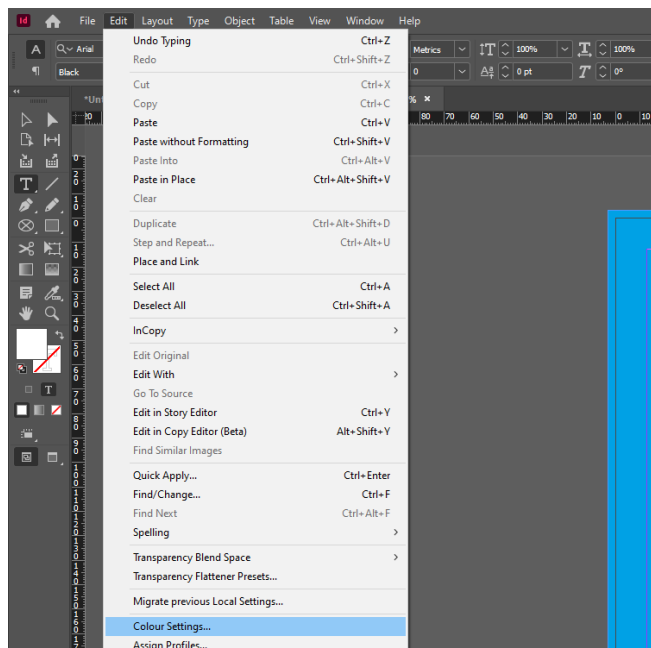 Id File Edit Layout Type Object Table View Window Help
A Arial Metrics 100% 100%
¶ Black 0 0 pt 0°
*Unt % ×
80 70 60 50 40 30 20 10 0 10
Undo Typing Ctrl+Z
Redo Ctrl+Shift+Z
Cut Ctrl+X
Copy Ctrl+C
Paste Ctrl+V
Paste without Formatting Ctrl+Shift+V
Paste Into Ctrl+Alt+V
Paste in Place Ctrl+Alt+Shift+V
Clear
Duplicate Ctrl+Alt+Shift+D
Step and Repeat... Ctrl+Alt+U
Place and Link
Select All Ctrl+A
Deselect All Ctrl+Shift+A
InCopy
Edit Original
Edit With
Go To Source
Edit in Story Editor Ctrl+Y
Edit in Copy Editor (Beta) Alt+Shift+Y
Find Similar Images
Quick Apply... Ctrl+Enter
Find/Change... Ctrl+F
Find Next Ctrl+Alt+F
Spelling
Transparency Blend Space
Transparency Flattener Presets...
Migrate previous Local Settings...
Colour Settings...
Assign Profiles...